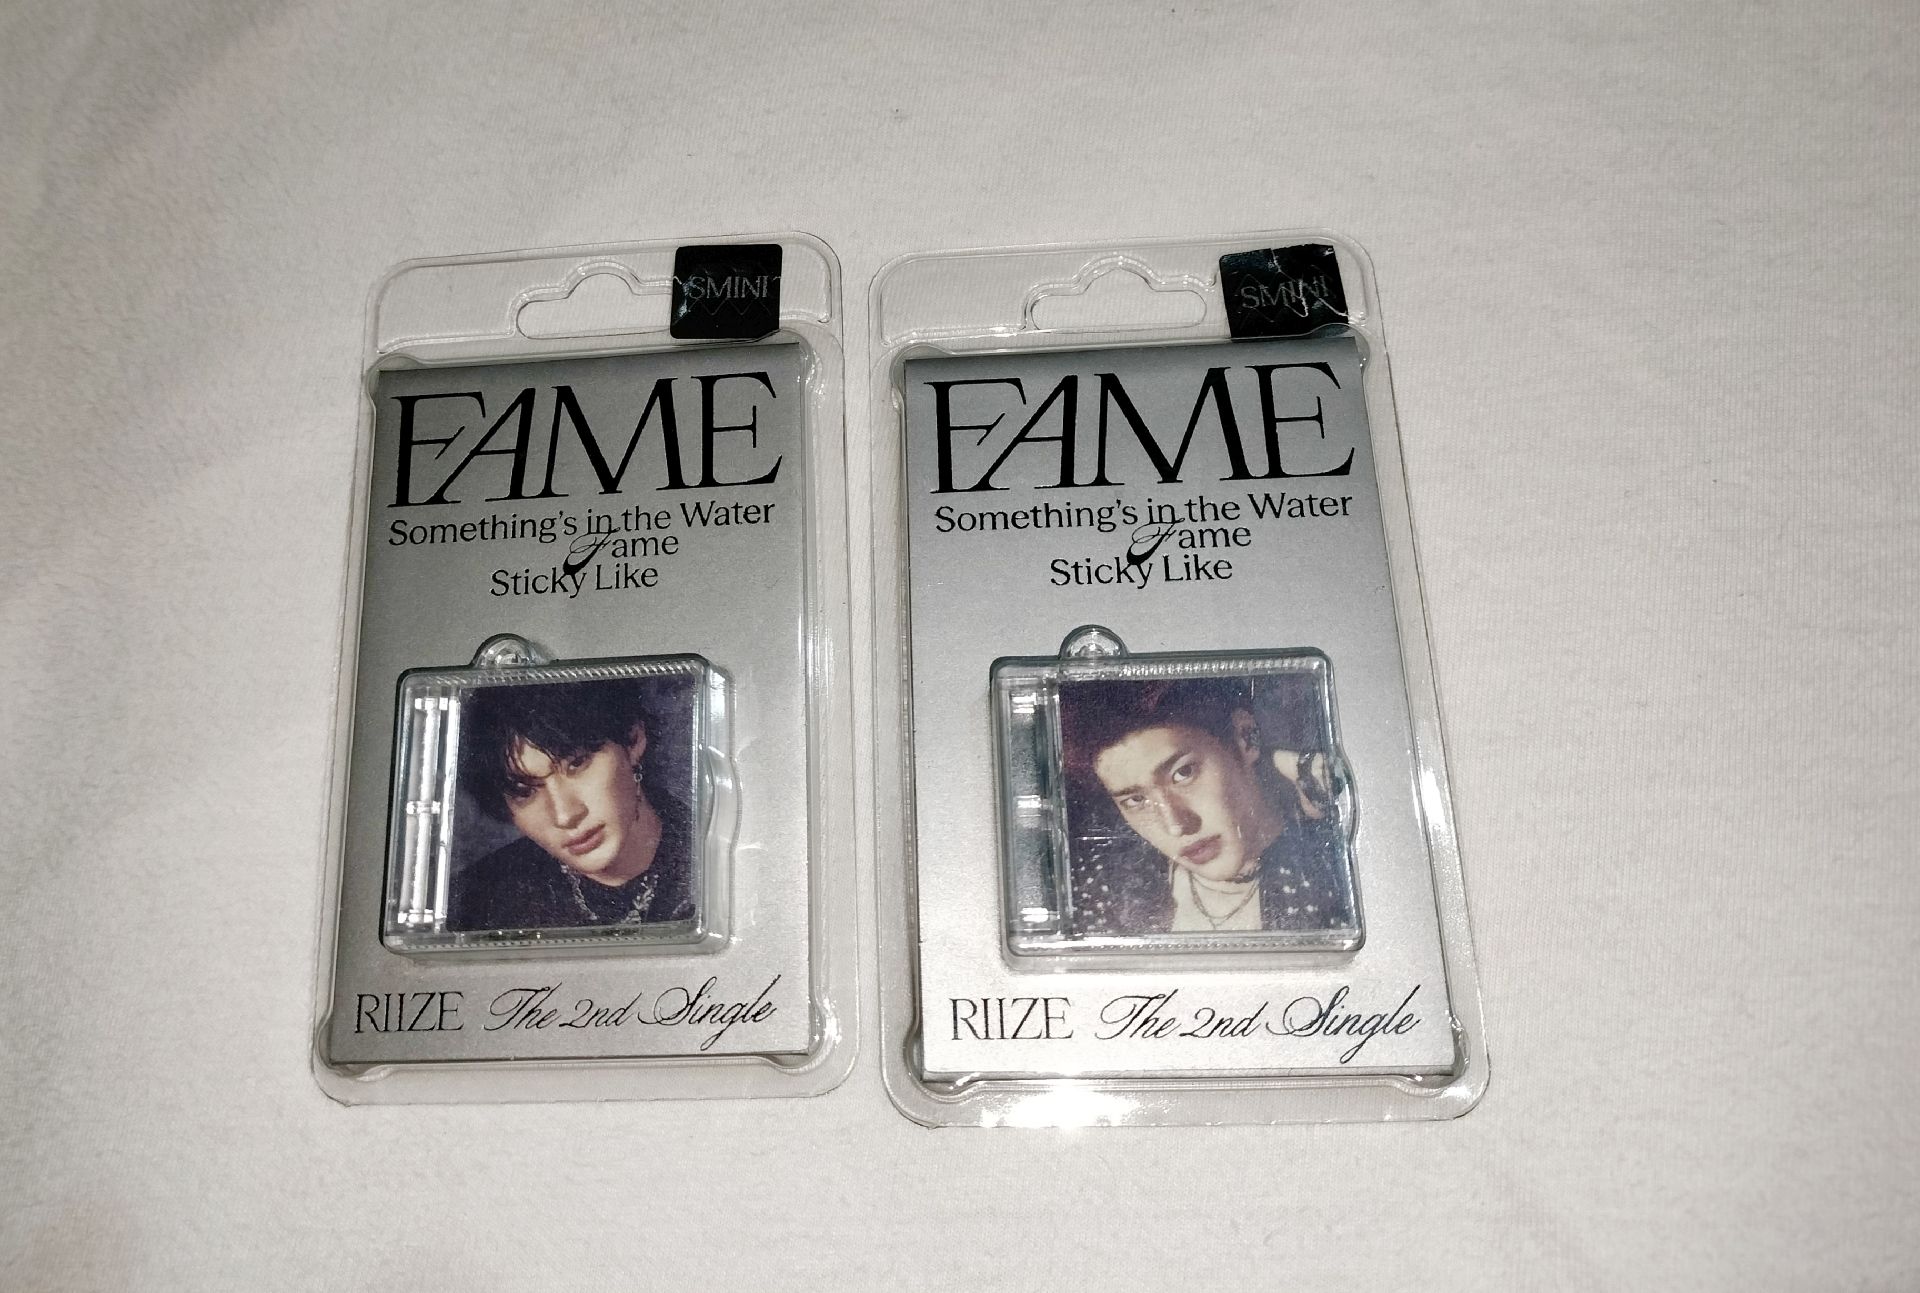 SMINI
FAME
Something's in the Water
Fame
Sticky Like
RIIZE The 2nd Single
SMINI
FAME
Something's in the Water
Fame
Sticky Like
RIIZE The 2nd Single